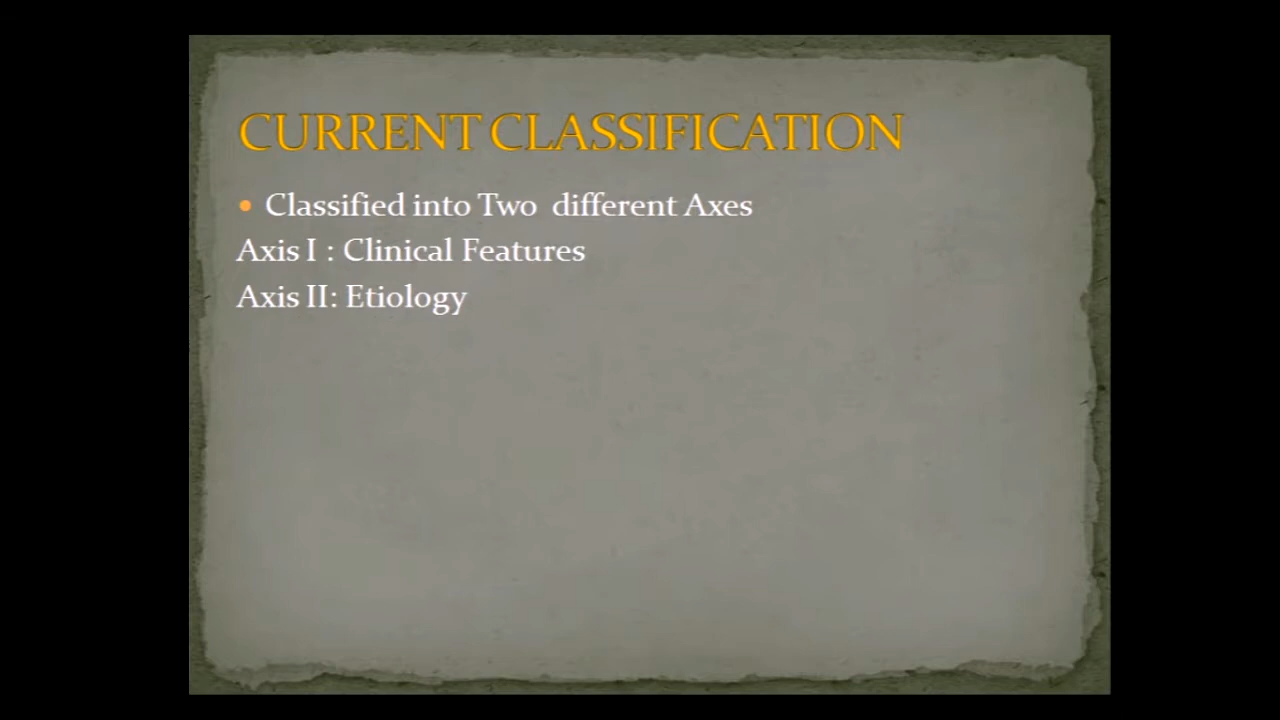 CURRENT CLASSIFICATION
• Classified into Two  different Axes
Axis I : Clinical Features
Axis II: Etiology